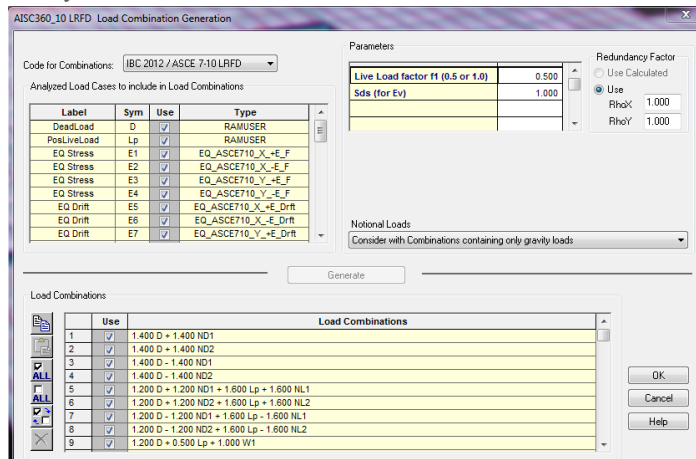 AISC360_10 LRFD Load Combination Generation
X
Code for Combinations: IBC 2012 / ASCE 7-10 LRFD
Analyzed Load Cases to include in Load Combinations
Label Sym Use Type
DeadLoad D RAMUSER
PosLiveLoad Lp RAMUSER
EQ Stress E1 EQ_ASCE710_X_+E_F
EQ Stress E2 EQ_ASCE710_X_-E_F
EQ Stress E3 EQ_ASCE710_Y_+E_F
EQ Stress E4 EQ_ASCE710_Y_-E_F
EQ Drift E5 EQ_ASCE710_X_+E_Drft
EQ Drift E6 EQ_ASCE710_X_-E_Drft
EQ Drift E7 EQ_ASCE710_Y_+E_Drft
Parameters
Live Load factor f1 (0.5 or 1.0) 0.500
Sds (for Ev) 1.000
Redundancy Factor
Use Calculated
Use
RhoX 1.000
RhoY 1.000
Notional Loads
Consider with Combinations containing only gravity loads
Generate
Load Combinations
ALL
ALL
Use Load Combinations
1 1.400 D + 1.400 ND1
2 1.400 D + 1.400 ND2
3 1.400 D - 1.400 ND1
4 1.400 D - 1.400 ND2
5 1.200 D + 1.200 ND1 + 1.600 Lp + 1.600 NL1
6 1.200 D + 1.200 ND2 + 1.600 Lp + 1.600 NL2
7 1.200 D - 1.200 ND1 + 1.600 Lp - 1.600 NL1
8 1.200 D - 1.200 ND2 + 1.600 Lp - 1.600 NL2
9 1.200 D + 0.500 Lp + 1.000 W1
OK
Cancel
Help